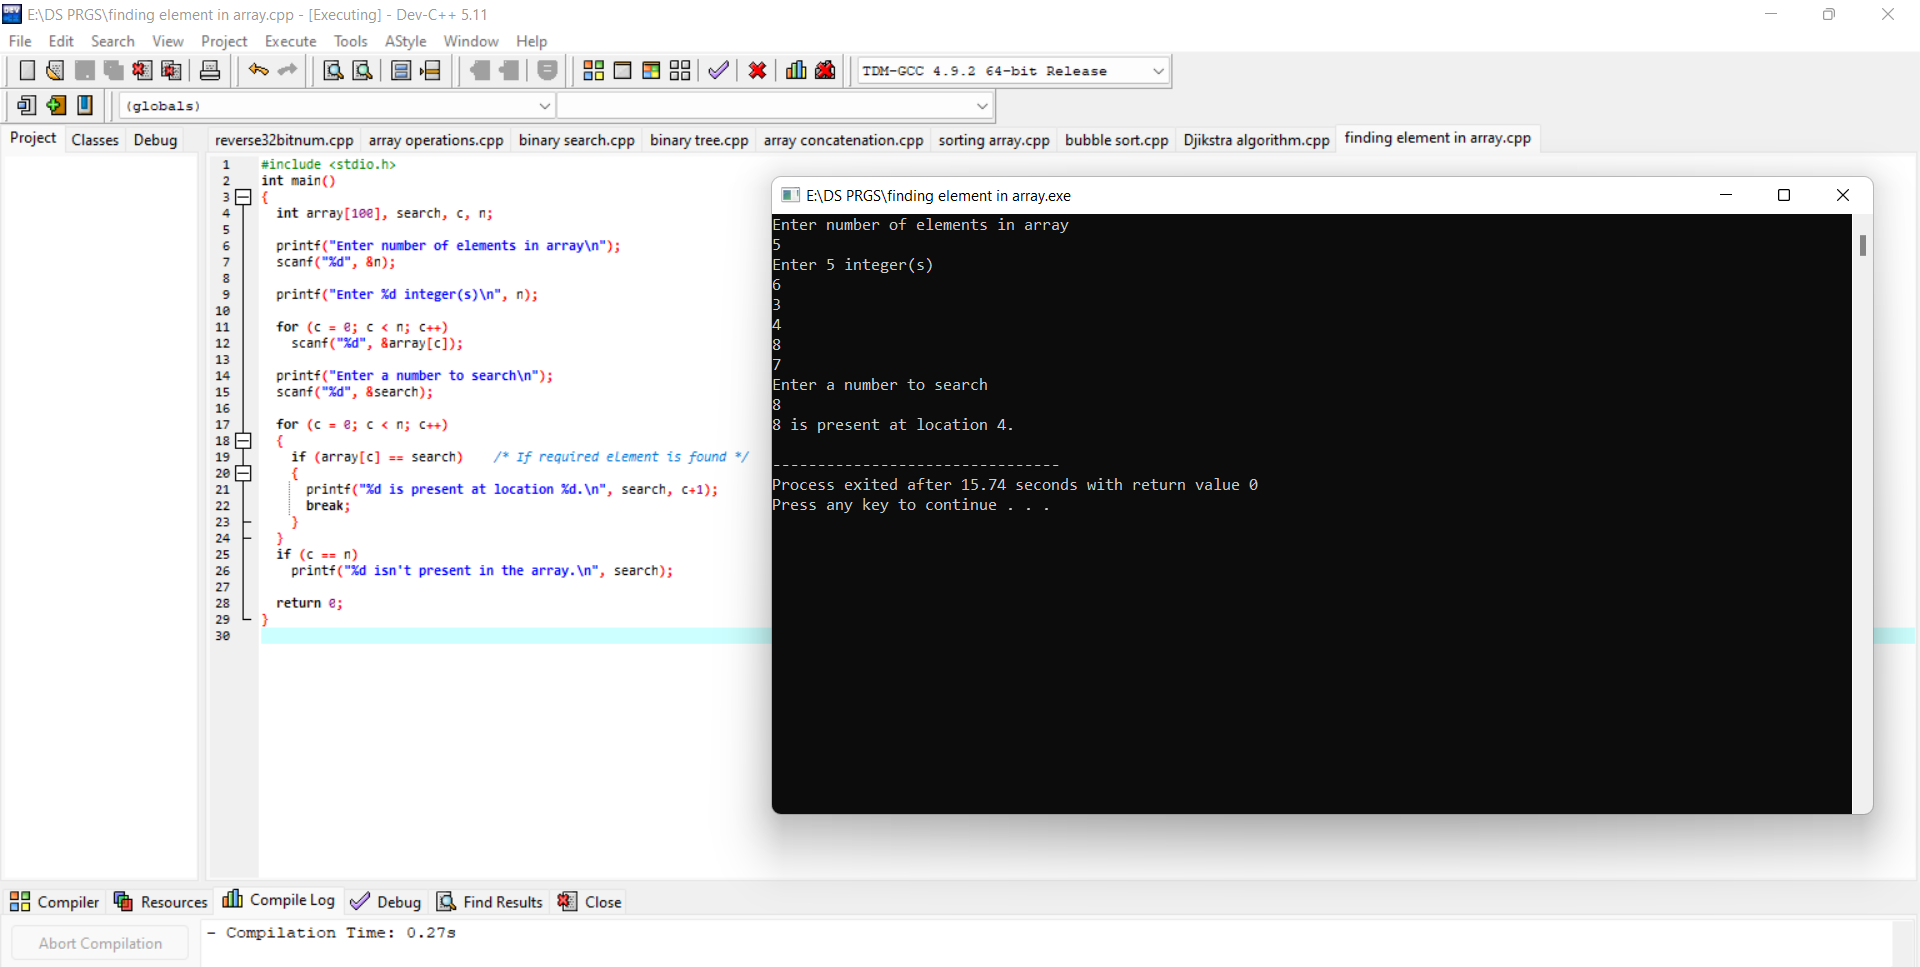 E:\DS PRGS\finding element in array.cpp - [Executing] - Dev-C++ 5.11
File Edit Search View Project Execute Tools AStyle Window Help
TDM-GCC 4.9.2 64-bit Release
(globals)
Project Classes Debug
reverse32bitnum.cpp array operations.cpp binary search.cpp binary tree.cpp array concatenation.cpp sorting array.cpp bubble sort.cpp Djikstra algorithm.cpp finding element in array.cpp
1 #include <stdio.h>
2 int main()
3 {
4 int array[100], search, c, n;
5
6 printf("Enter number of elements in array\n");
7 scanf("%d", &n);
8
9 printf("Enter %d integer(s)\n", n);
10
11 for (c = 0; c < n; c++)
12 scanf("%d", &array[c]);
13
14 printf("Enter a number to search\n");
15 scanf("%d", &search);
16
17 for (c = 0; c < n; c++)
18 {
19 if (array[c] == search) /* If required element is found */
20 {
21 printf("%d is present at location %d.\n", search, c+1);
22 break;
23 }
24 }
25 if (c == n)
26 printf("%d isn't present in the array.\n", search);
27
28 return 0;
29 }
30
E:\DS PRGS\finding element in array.exe
Enter number of elements in array
5
Enter 5 integer(s)
6
3
4
8
7
Enter a number to search
8
8 is present at location 4.
--------------------------------
Process exited after 15.74 seconds with return value 0
Press any key to continue . . .
Compiler Resources Compile Log Debug Find Results Close
Abort Compilation
- Compilation Time: 0.27s